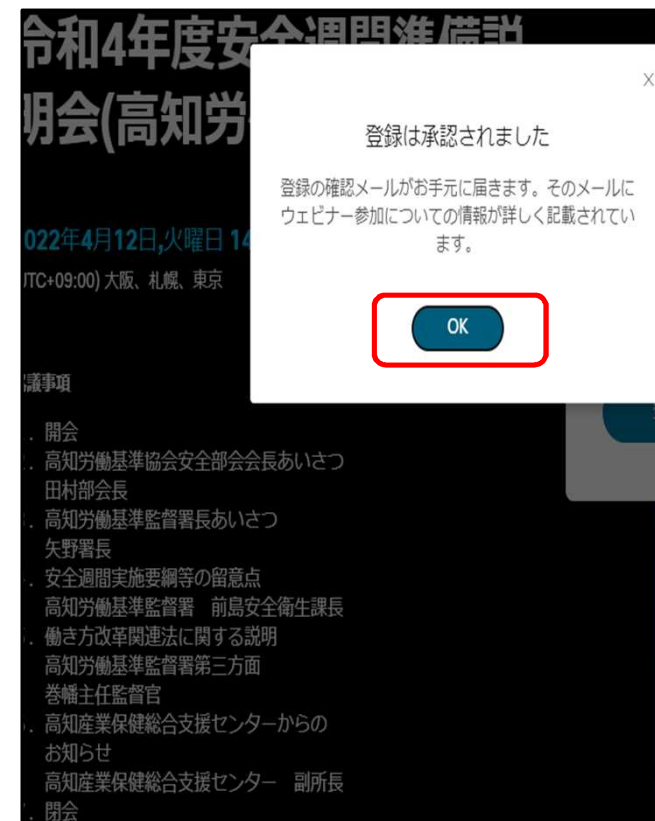 令和4年度安全週間準備説
明会(高知労
022年4月12日,火曜日 14
UTC+09:00) 大阪、札幌、東京
議事項
. 開会
. 高知労働基準協会安全部会会長あいさつ
田村部会長
. 高知労働基準監督署長あいさつ
矢野署長
. 安全週間実施要綱等の留意点
高知労働基準監督署 前島安全衛生課長
. 働き方改革関連法に関する説明
高知労働基準監督署第三方面
巻幡主任監督官
. 高知産業保健総合支援センターからの
お知らせ
高知産業保健総合支援センター 副所長
. 閉会
X
登録は承認されました
登録の確認メールがお手元に届きます。そのメールに
ウェビナー参加についての情報が詳しく記載されてい
ます。
OK